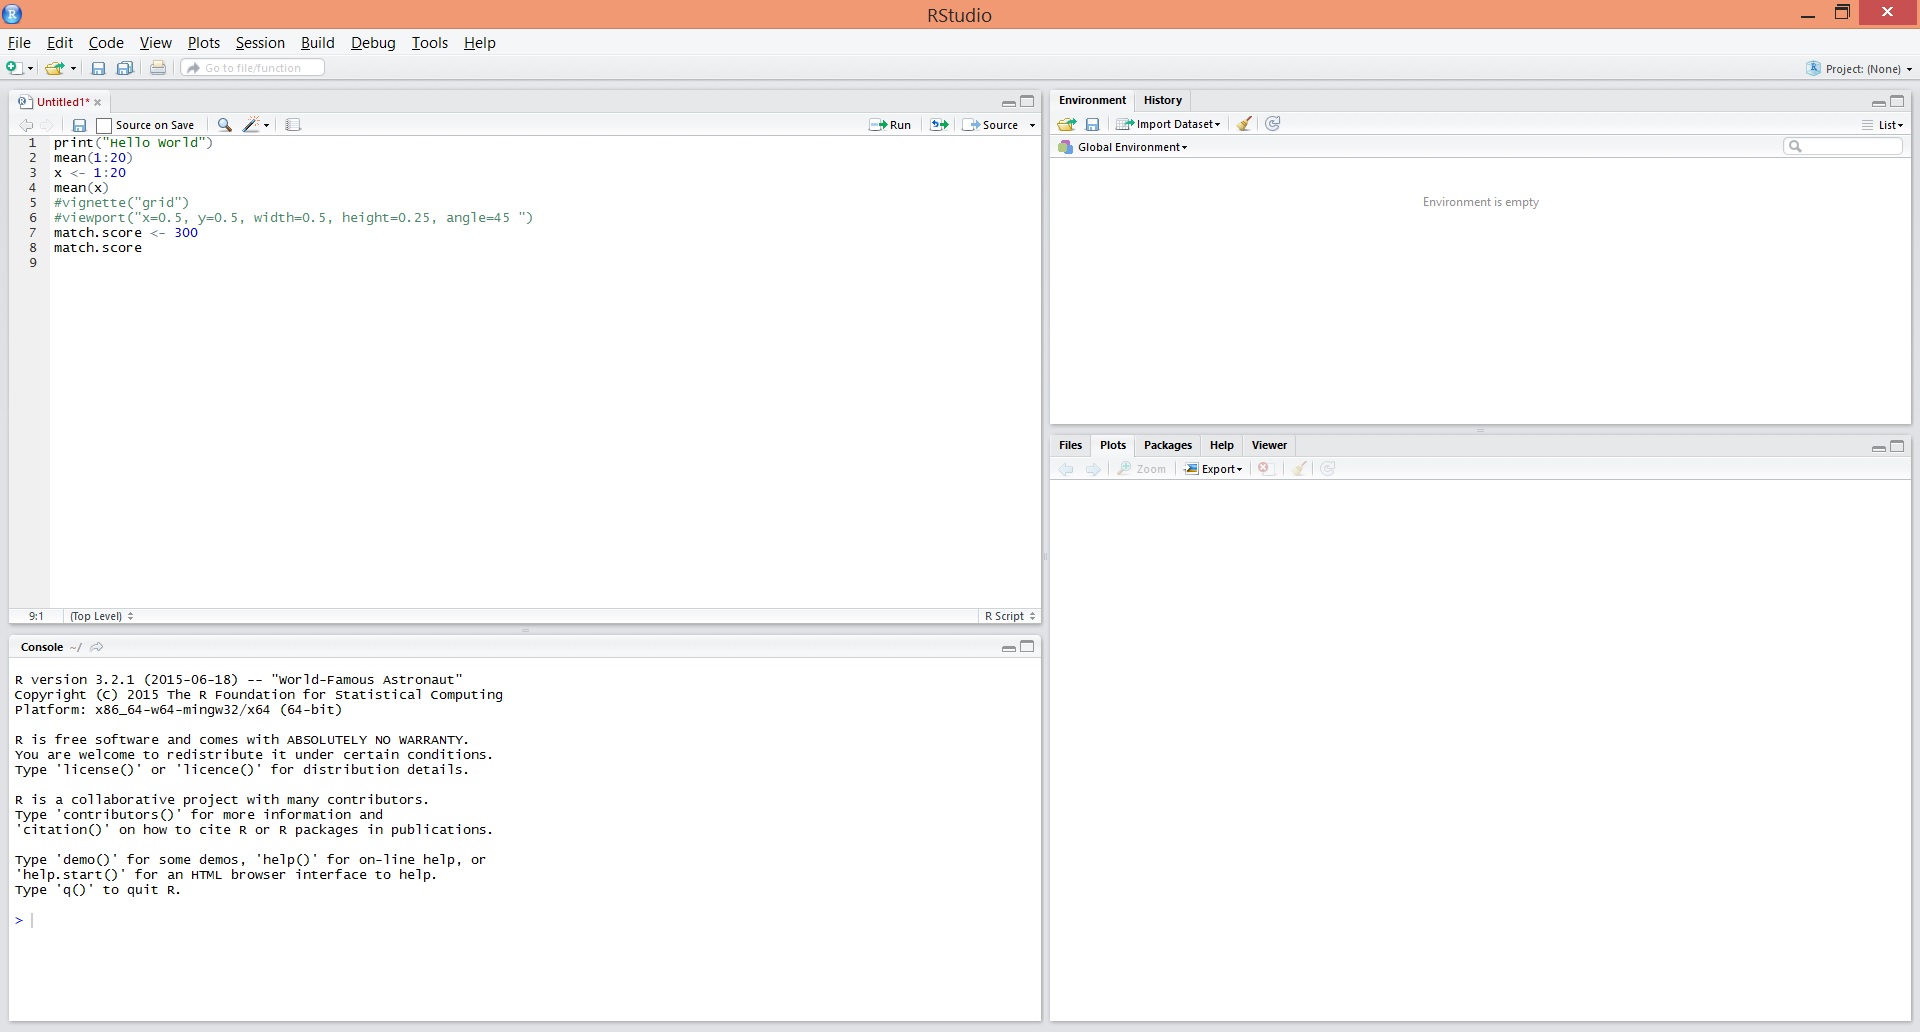 RStudio
File Edit Code View Plots Session Build Debug Tools Help
Go to file/function
Project: (None)
Untitled1*
Source on Save
Run
Source
1 print("Hello World")
2 mean(1:20)
3 x <- 1:20
4 mean(x)
5 #vignette("grid")
6 #viewport("x=0.5, y=0.5, width=0.5, height=0.25, angle=45 ")
7 match.score <- 300
8 match.score
9
9:1 (Top Level) R Script
Console ~/
R version 3.2.1 (2015-06-18) -- "World-Famous Astronaut"
Copyright (C) 2015 The R Foundation for Statistical Computing
Platform: x86_64-w64-mingw32/x64 (64-bit)
R is free software and comes with ABSOLUTELY NO WARRANTY.
You are welcome to redistribute it under certain conditions.
Type 'license()' or 'licence()' for distribution details.
R is a collaborative project with many contributors.
Type 'contributors()' for more information and
'citation()' on how to cite R or R packages in publications.
Type 'demo()' for some demos, 'help()' for on-line help, or
'help.start()' for an HTML browser interface to help.
Type 'q()' to quit R.
>
Environment History
Import Dataset List
Global Environment
Environment is empty
Files Plots Packages Help Viewer
Zoom Export